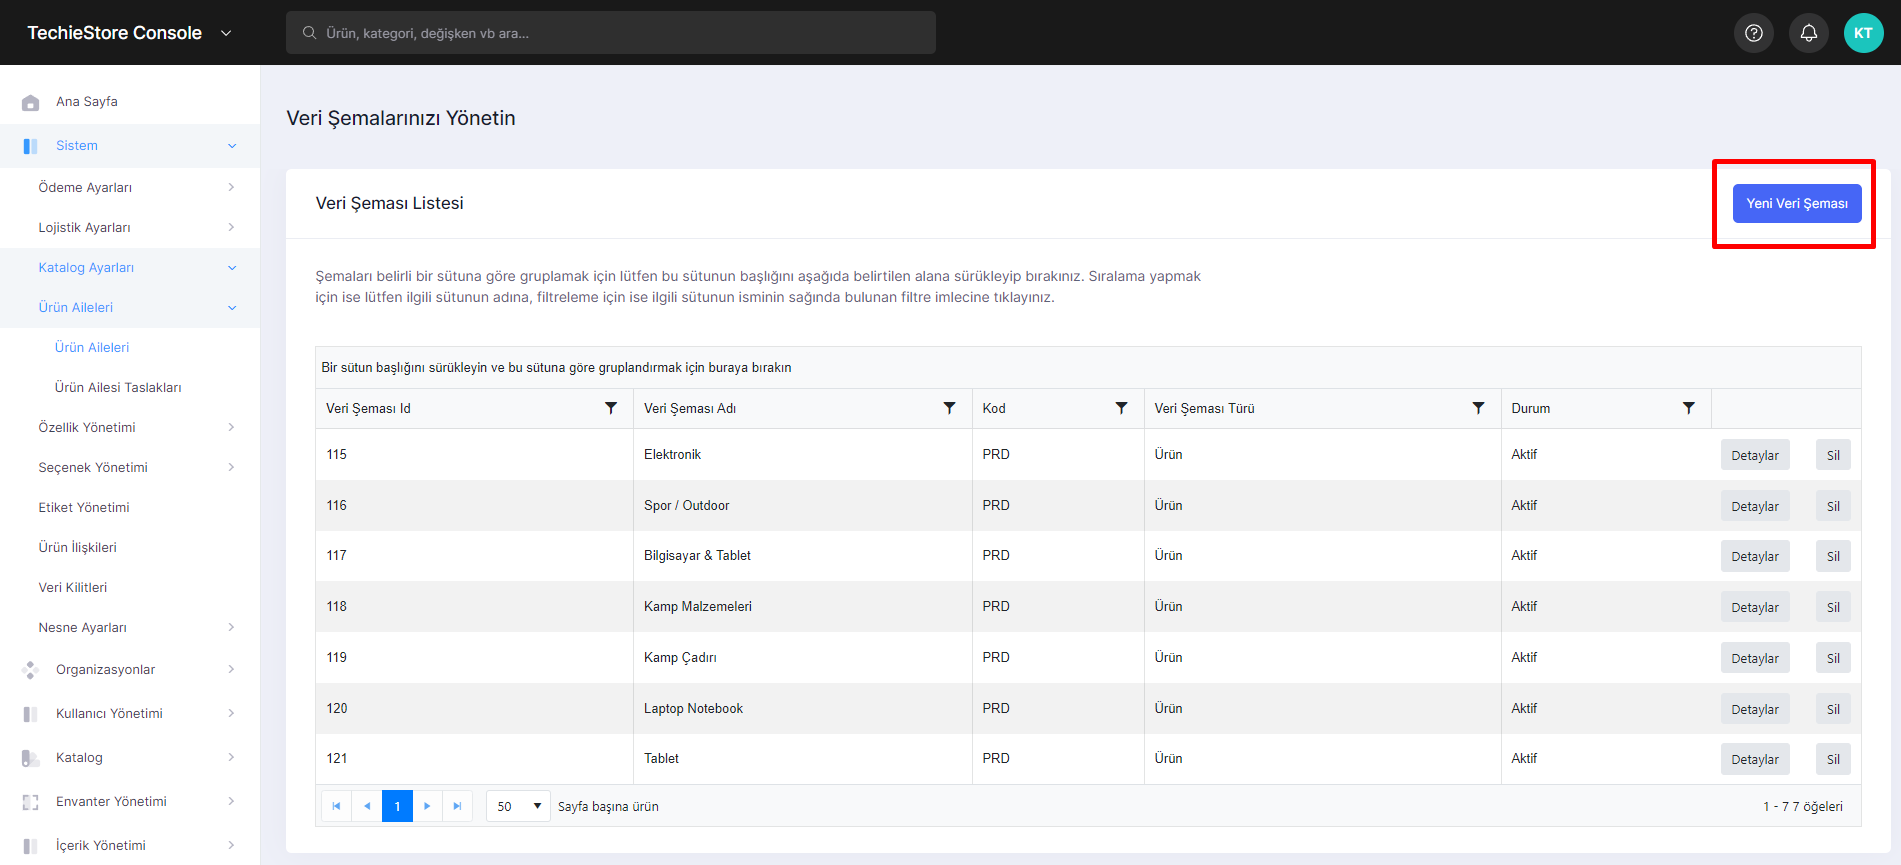 TechieStore Console
Ürün, kategori, değişken vb ara...
KT
Ana Sayfa
Sistem
Ödeme Ayarları
Lojistik Ayarları
Katalog Ayarları
Ürün Aileleri
Ürün Aileleri
Ürün Ailesi Taslakları
Özellik Yönetimi
Seçenek Yönetimi
Etiket Yönetimi
Ürün İlişkileri
Veri Kilitleri
Nesne Ayarları
Organizasyonlar
Kullanıcı Yönetimi
Katalog
Envanter Yönetimi
İçerik Yönetimi
Veri Şemalarınızı Yönetin
Veri Şeması Listesi
Yeni Veri Şeması
Şemaları belirli bir sütuna göre gruplamak için lütfen bu sütunun başlığını aşağıda belirtilen alana sürükleyip bırakınız. Sıralama yapmak
için ise lütfen ilgili sütunun adına, filtreleme için ise ilgili sütunun isminin sağında bulunan filtre imlecine tıklayınız.
Bir sütun başlığını sürükleyin ve bu sütuna göre gruplandırmak için buraya bırakın
Veri Şeması Id Veri Şeması Adı Kod Veri Şeması Türü Durum
115 Elektronik PRD Ürün Aktif Detaylar Sil
116 Spor / Outdoor PRD Ürün Aktif Detaylar Sil
117 Bilgisayar & Tablet PRD Ürün Aktif Detaylar Sil
118 Kamp Malzemeleri PRD Ürün Aktif Detaylar Sil
119 Kamp Çadırı PRD Ürün Aktif Detaylar Sil
120 Laptop Notebook PRD Ürün Aktif Detaylar Sil
121 Tablet PRD Ürün Aktif Detaylar Sil
1 50 Sayfa başına ürün 1 - 7 7 öğeleri